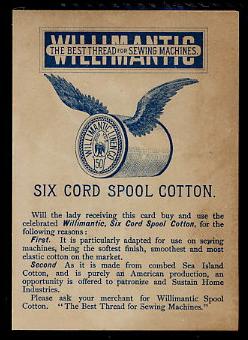 WILLIMANTIC
THE BEST THREAD FOR SEWING MACHINES.
WILLIMANTIC LINEN CO.
50
SIX CORD SPOOL COTTON.
Will the lady receiving this card buy and use the
celebrated Willimantic, Six Cord Spool Cotton, for the
following reasons:
First. It is particularly adapted for use on sewing
machines, being the softest finish, smoothest and most
elastic cotton on the market.
Second As it is made from combed Sea Island
Cotton, and is purely an American production, an
opportunity is offered to patronize and Sustain Home
Industries.
Please ask your merchant for Willimantic Spool
Cotton. "The Best Thread for Sewing Machines."